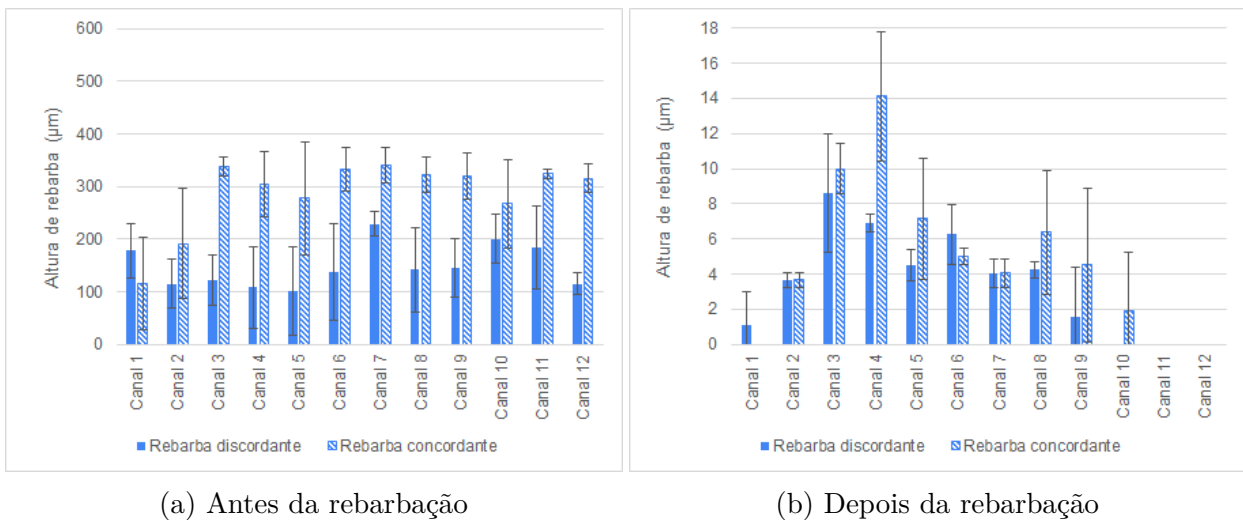 600
500
400
300
200
100
0
Altura de rebarba (µm)
Canal 1
Canal 2
Canal 3
Canal 4
Canal 5
Canal 6
Canal 7
Canal 8
Canal 9
Canal 10
Canal 11
Canal 12
Rebarba discordante Rebarba concordante
(a) Antes da rebarbação
18
16
14
12
10
8
6
4
2
0
Altura de rebarba (µm)
Canal 1
Canal 2
Canal 3
Canal 4
Canal 5
Canal 6
Canal 7
Canal 8
Canal 9
Canal 10
Canal 11
Canal 12
Rebarba discordante Rebarba concordante
(b) Depois da rebarbação